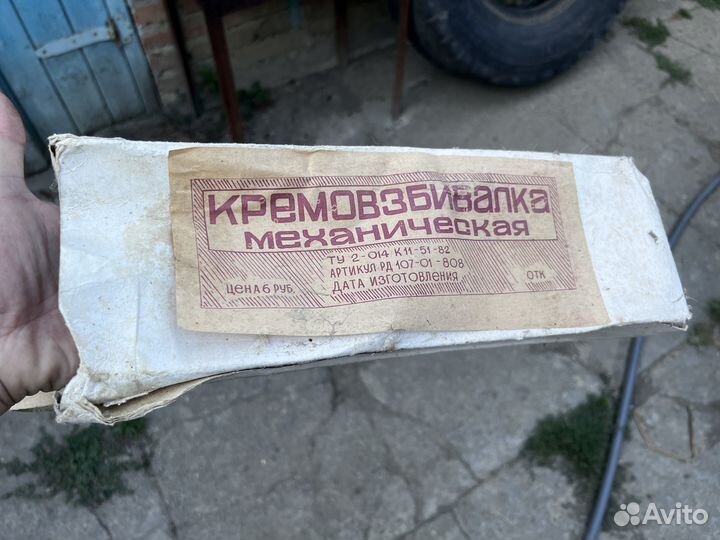 КРЕМОВЗБИВАЛКА
МЕХАНИЧЕСКАЯ
ТУ 2-014 К11-51-82
АРТИКУЛ РД 107-01-808
ЦЕНА 6 РУБ. ДАТА ИЗГОТОВЛЕНИЯ ОТК
Avito